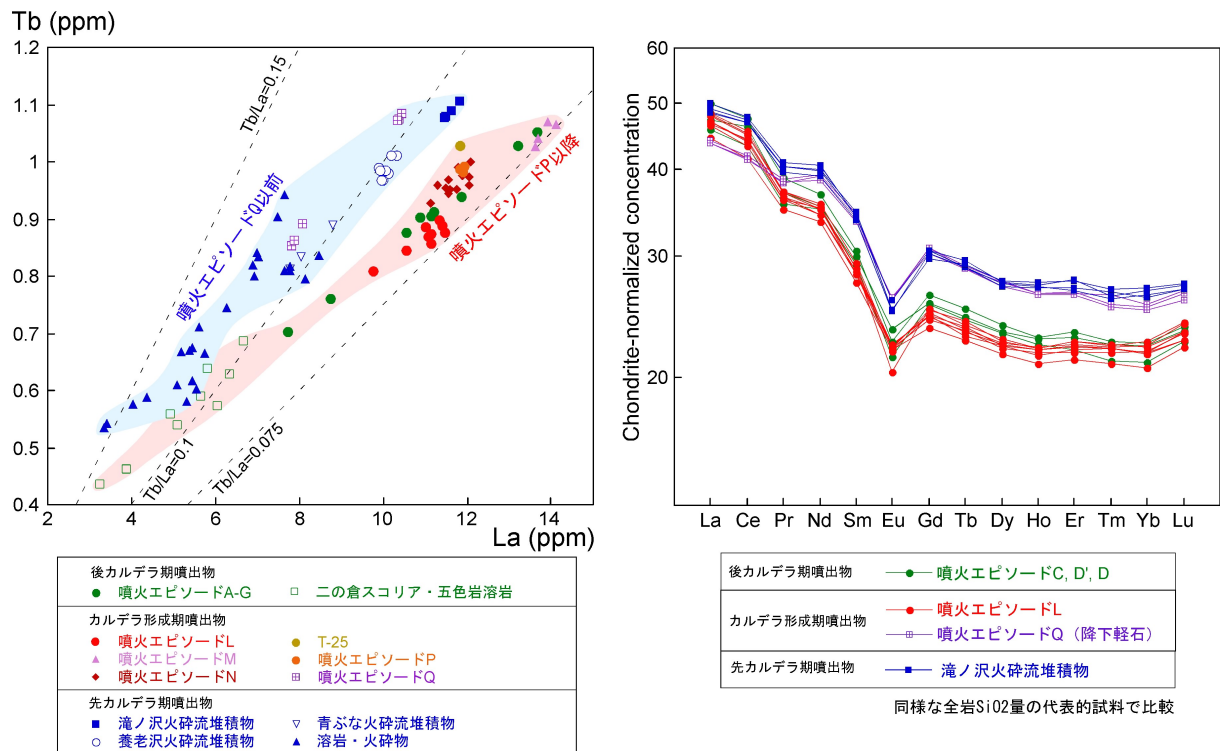 Tb (ppm)
1.2
1.1
1
0.9
0.8
0.7
0.6
0.5
0.4
2
4
6
8
10
12
14
La (ppm)
Tb/La=0.15
Tb/La=0.1
Tb/La=0.075
噴火エピソードQ以前
噴火エピソードP以降
後カルデラ期噴出物
噴火エピソードA-G
二の倉スコリア・五色岩溶岩
カルデラ形成期噴出物
噴火エピソードL
T-25
噴火エピソードM
噴火エピソードP
噴火エピソードN
噴火エピソードQ
先カルデラ期噴出物
滝ノ沢火砕流堆積物
青ぶな火砕流堆積物
養老沢火砕流堆積物
溶岩・火砕物
Chondrite-normalized concentration
60
50
40
30
20
La Ce Pr Nd Sm Eu Gd Tb Dy Ho Er Tm Yb Lu
後カルデラ期噴出物
噴火エピソードC, D', D
カルデラ形成期噴出物
噴火エピソードL
噴火エピソードQ（降下軽石）
先カルデラ期噴出物
滝ノ沢火砕流堆積物
同様な全岩SiO2量の代表的試料で比較